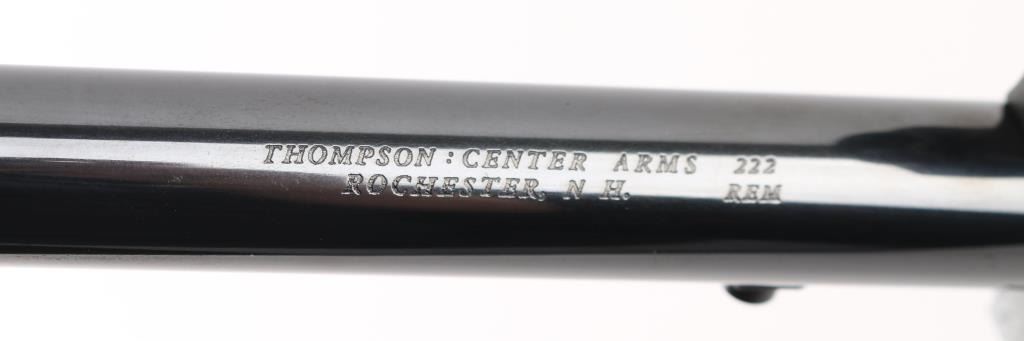 THOMPSON : CENTER ARMS 222
ROCHESTER, N H. REM